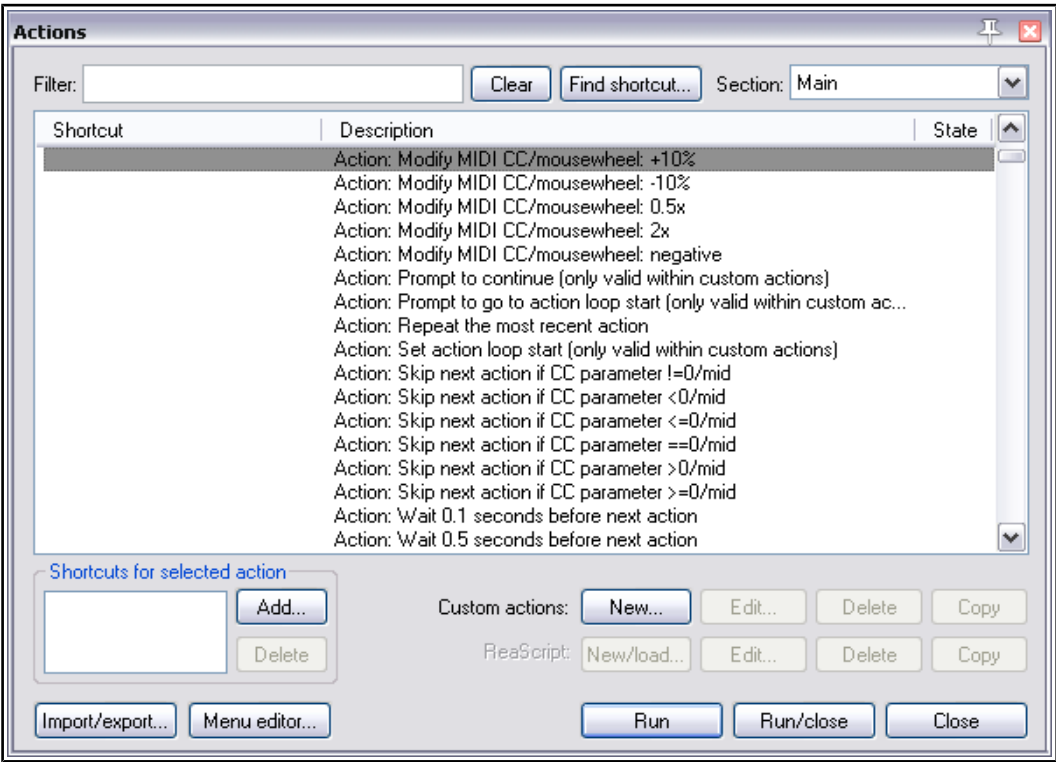 Actions
Filter: Clear Find shortcut... Section: Main
Shortcut Description State
Action: Modify MIDI CC/mousewheel: +10%
Action: Modify MIDI CC/mousewheel: -10%
Action: Modify MIDI CC/mousewheel: 0.5x
Action: Modify MIDI CC/mousewheel: 2x
Action: Modify MIDI CC/mousewheel: negative
Action: Prompt to continue (only valid within custom actions)
Action: Prompt to go to action loop start (only valid within custom ac...
Action: Repeat the most recent action
Action: Set action loop start (only valid within custom actions)
Action: Skip next action if CC parameter !=0/mid
Action: Skip next action if CC parameter <0/mid
Action: Skip next action if CC parameter <=0/mid
Action: Skip next action if CC parameter ==0/mid
Action: Skip next action if CC parameter >0/mid
Action: Skip next action if CC parameter >=0/mid
Action: Wait 0.1 seconds before next action
Action: Wait 0.5 seconds before next action
Shortcuts for selected action
Add... Custom actions: New... Edit... Delete Copy
Delete ReaScript: New/load... Edit... Delete Copy
Import/export... Menu editor... Run Run/close Close